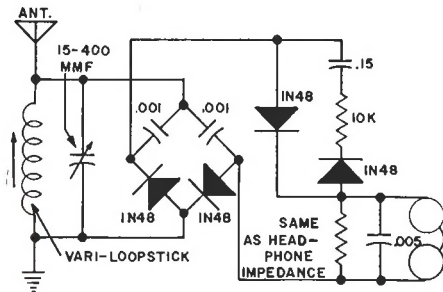 ANT.
15-400
MMF
.001
.001
.15
1N48
10K
1N48
1N48
1N48
SAME
AS HEAD-
PHONE
IMPEDANCE
.005
VARI-LOOPSTICK